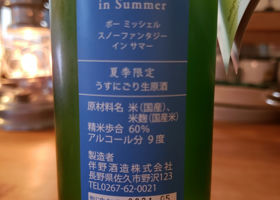 in Summer
ボー ミッシェル
スノーファンタジー
イン サマー
夏季限定
うすにごり生原酒
原材料名 米(国産)、
米麹(国産米)
精米歩合 60%
アルコール分 9度
製造者
伴野酒造株式会社
長野県佐久市野沢123
TEL0267-62-0021